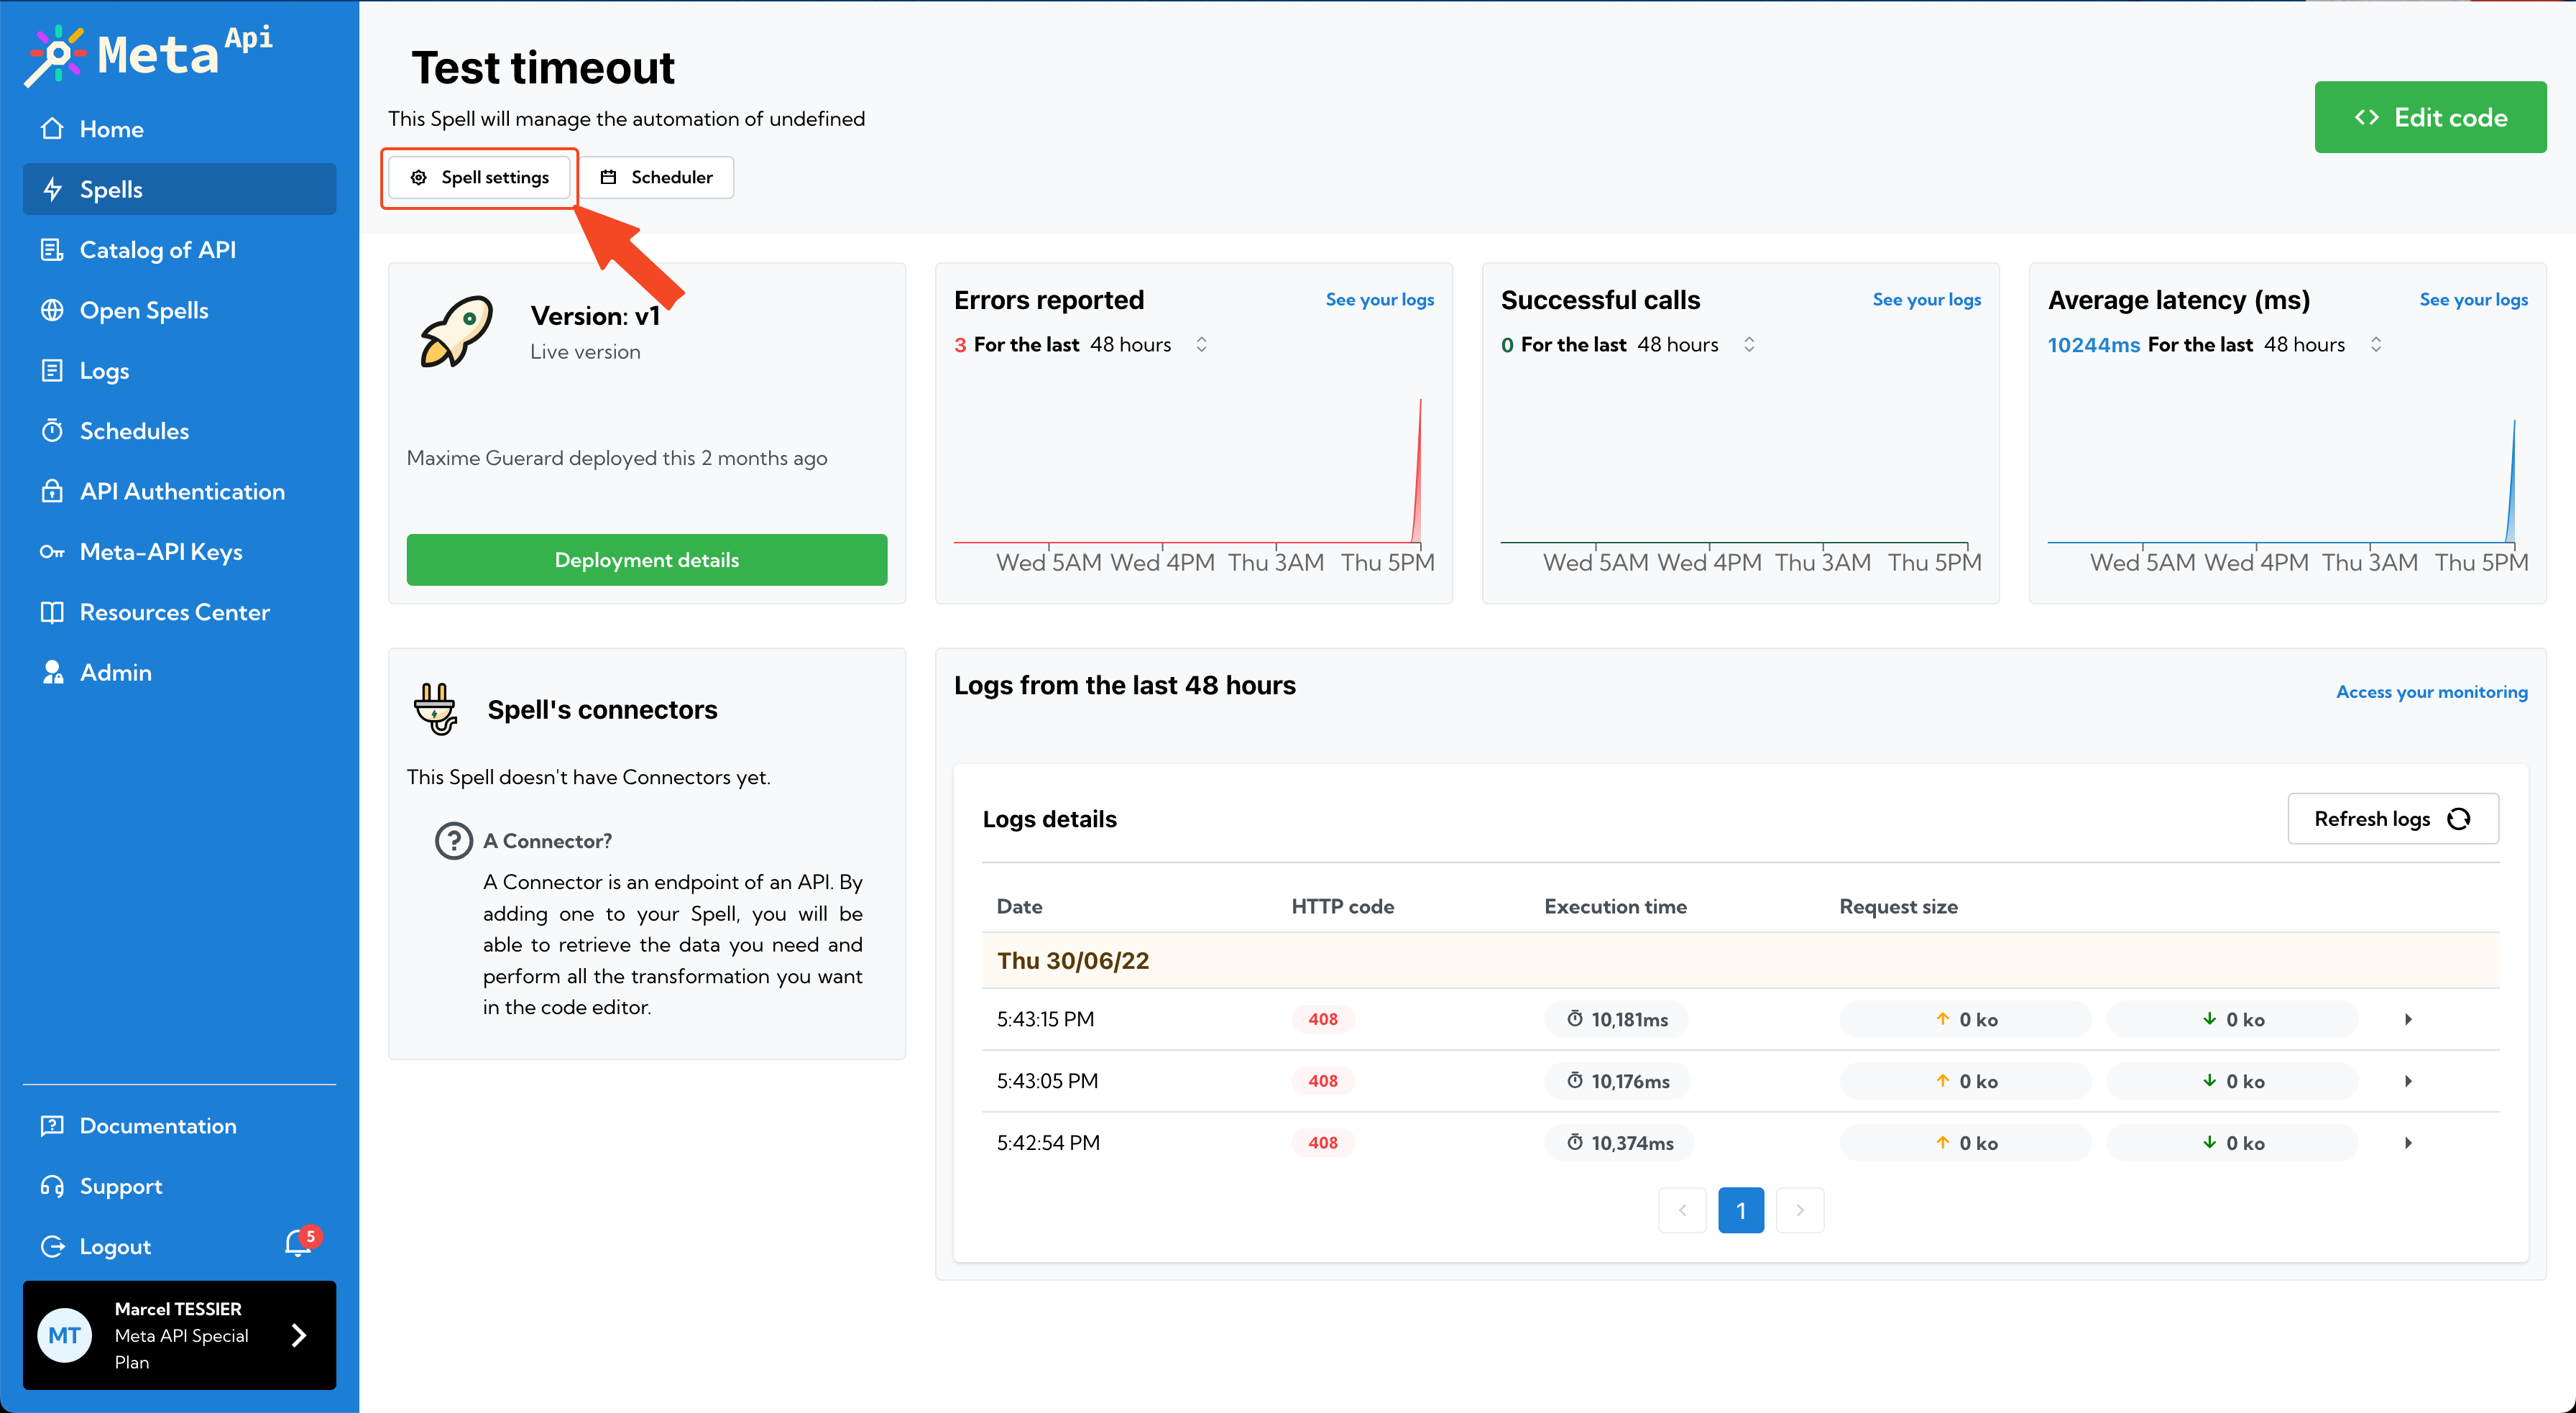 Meta Api
Home
Spells
Catalog of API
Open Spells
Logs
Schedules
API Authentication
Meta-API Keys
Resources Center
Admin
Documentation
Support
Logout
5
MT
Marcel TESSIER
Meta API Special
Plan
Test timeout
This Spell will manage the automation of undefined
Spell settings
Scheduler
Edit code
Version: v1
Live version
Maxime Guerard deployed this 2 months ago
Deployment details
Errors reported
See your logs
3 For the last 48 hours
Wed 5AM Wed 4PM Thu 3AM Thu 5PM
Successful calls
See your logs
0 For the last 48 hours
Wed 5AM Wed 4PM Thu 3AM Thu 5PM
Average latency (ms)
See your logs
10244ms For the last 48 hours
Wed 5AM Wed 4PM Thu 3AM Thu 5PM
Spell's connectors
This Spell doesn't have Connectors yet.
? A Connector?
A Connector is an endpoint of an API. By
adding one to your Spell, you will be
able to retrieve the data you need and
perform all the transformation you want
in the code editor.
Logs from the last 48 hours
Access your monitoring
Logs details
Refresh logs
Date HTTP code Execution time Request size
Thu 30/06/22
5:43:15 PM 408 10,181ms 0 ko 0 ko
5:43:05 PM 408 10,176ms 0 ko 0 ko
5:42:54 PM 408 10,374ms 0 ko 0 ko
1